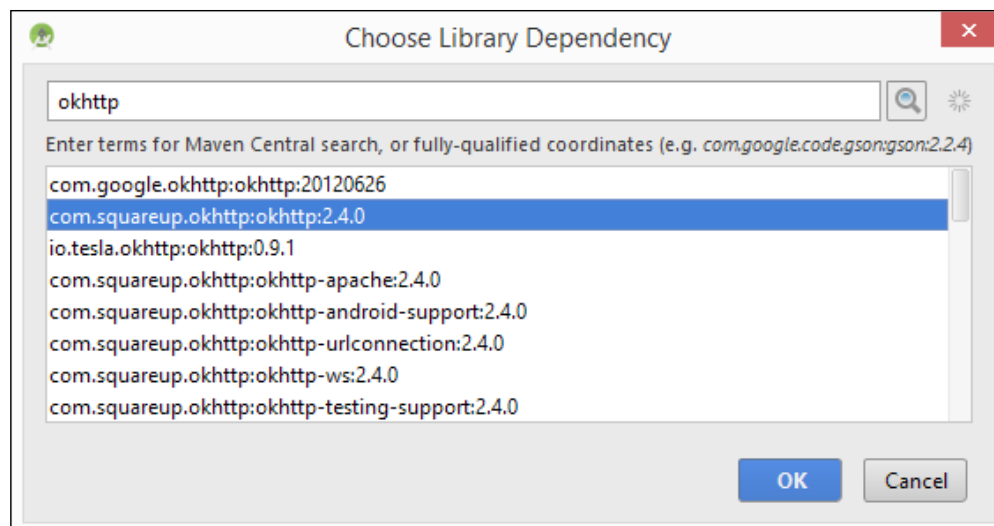 Choose Library Dependency
okhttp
Enter terms for Maven Central search, or fully-qualified coordinates (e.g. com.google.code.gson:gson:2.2.4)
com.google.okhttp:okhttp:20120626
com.squareup.okhttp:okhttp:2.4.0
io.tesla.okhttp:okhttp:0.9.1
com.squareup.okhttp:okhttp-apache:2.4.0
com.squareup.okhttp:okhttp-android-support:2.4.0
com.squareup.okhttp:okhttp-urlconnection:2.4.0
com.squareup.okhttp:okhttp-ws:2.4.0
com.squareup.okhttp:okhttp-testing-support:2.4.0
OK Cancel